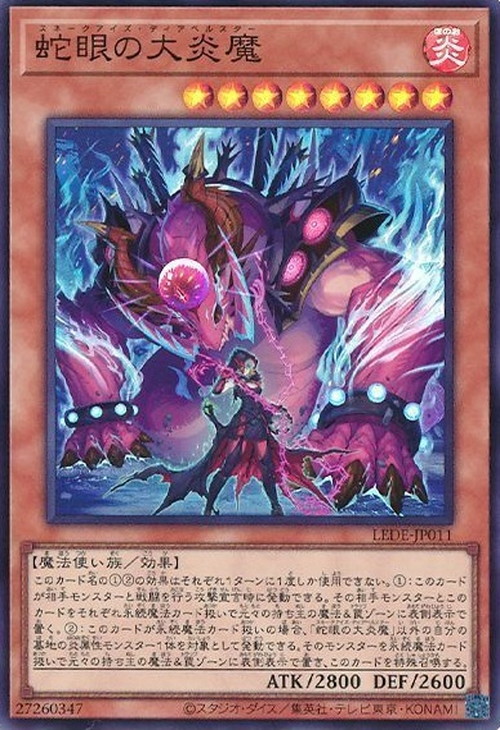 スネークアイズ・ディアベルスター
蛇眼の大炎魔
炎
LEDE-JP011
【魔法使い族/効果】
このカード名の①②の効果はそれぞれ1ターンに1度しか使用できない。①:このカード
が相手モンスターと戦闘を行う攻撃宣言時に発動できる。その相手モンスターとこの
カードをそれぞれ永続魔法カード扱いで元々の持ち主の魔法&罠ゾーンに表側表示で
置く。②:このカードが永続魔法カード扱いの場合、「蛇眼の大炎魔」以外の自分の
墓地の炎属性モンスター1体を対象として発動できる。そのモンスターを永続魔法カード
扱いで元々の持ち主の魔法&罠ゾーンに表側表示で置き、このカードを特殊召喚する。
ATK/2800 DEF/2600
27260347
©スタジオ・ダイス/集英社・テレビ東京・KONAMI